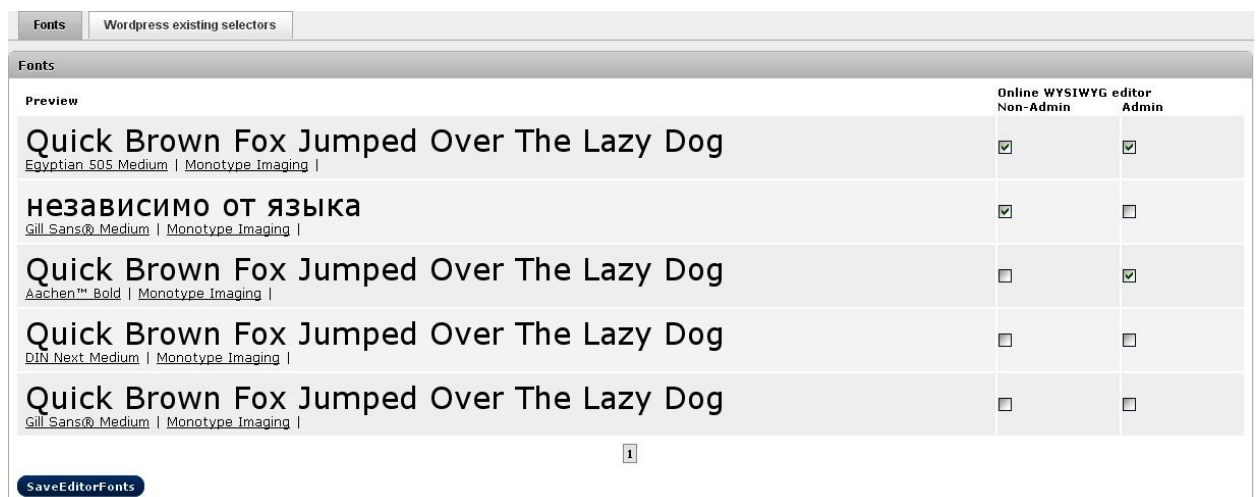 Fonts
Wordpress existing selectors
Fonts
Preview
Online WYSIWYG editor
Non-Admin Admin
Quick Brown Fox Jumped Over The Lazy Dog
Egyptian 505 Medium | Monotype Imaging |
независимо от языка
Gill Sans® Medium | Monotype Imaging |
Quick Brown Fox Jumped Over The Lazy Dog
Aachen™ Bold | Monotype Imaging |
Quick Brown Fox Jumped Over The Lazy Dog
DIN Next Medium | Monotype Imaging |
Quick Brown Fox Jumped Over The Lazy Dog
Gill Sans® Medium | Monotype Imaging |
1
SaveEditorFonts